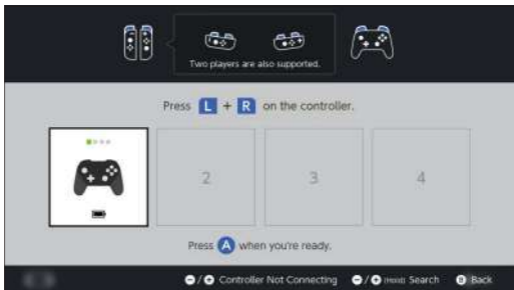 Two players are also supported.
Press L + R on the controller.
2 3 4
Press A when you're ready.
⊖/⊕ Controller Not Connecting ⊖/⊕ (Hold) Search B Back